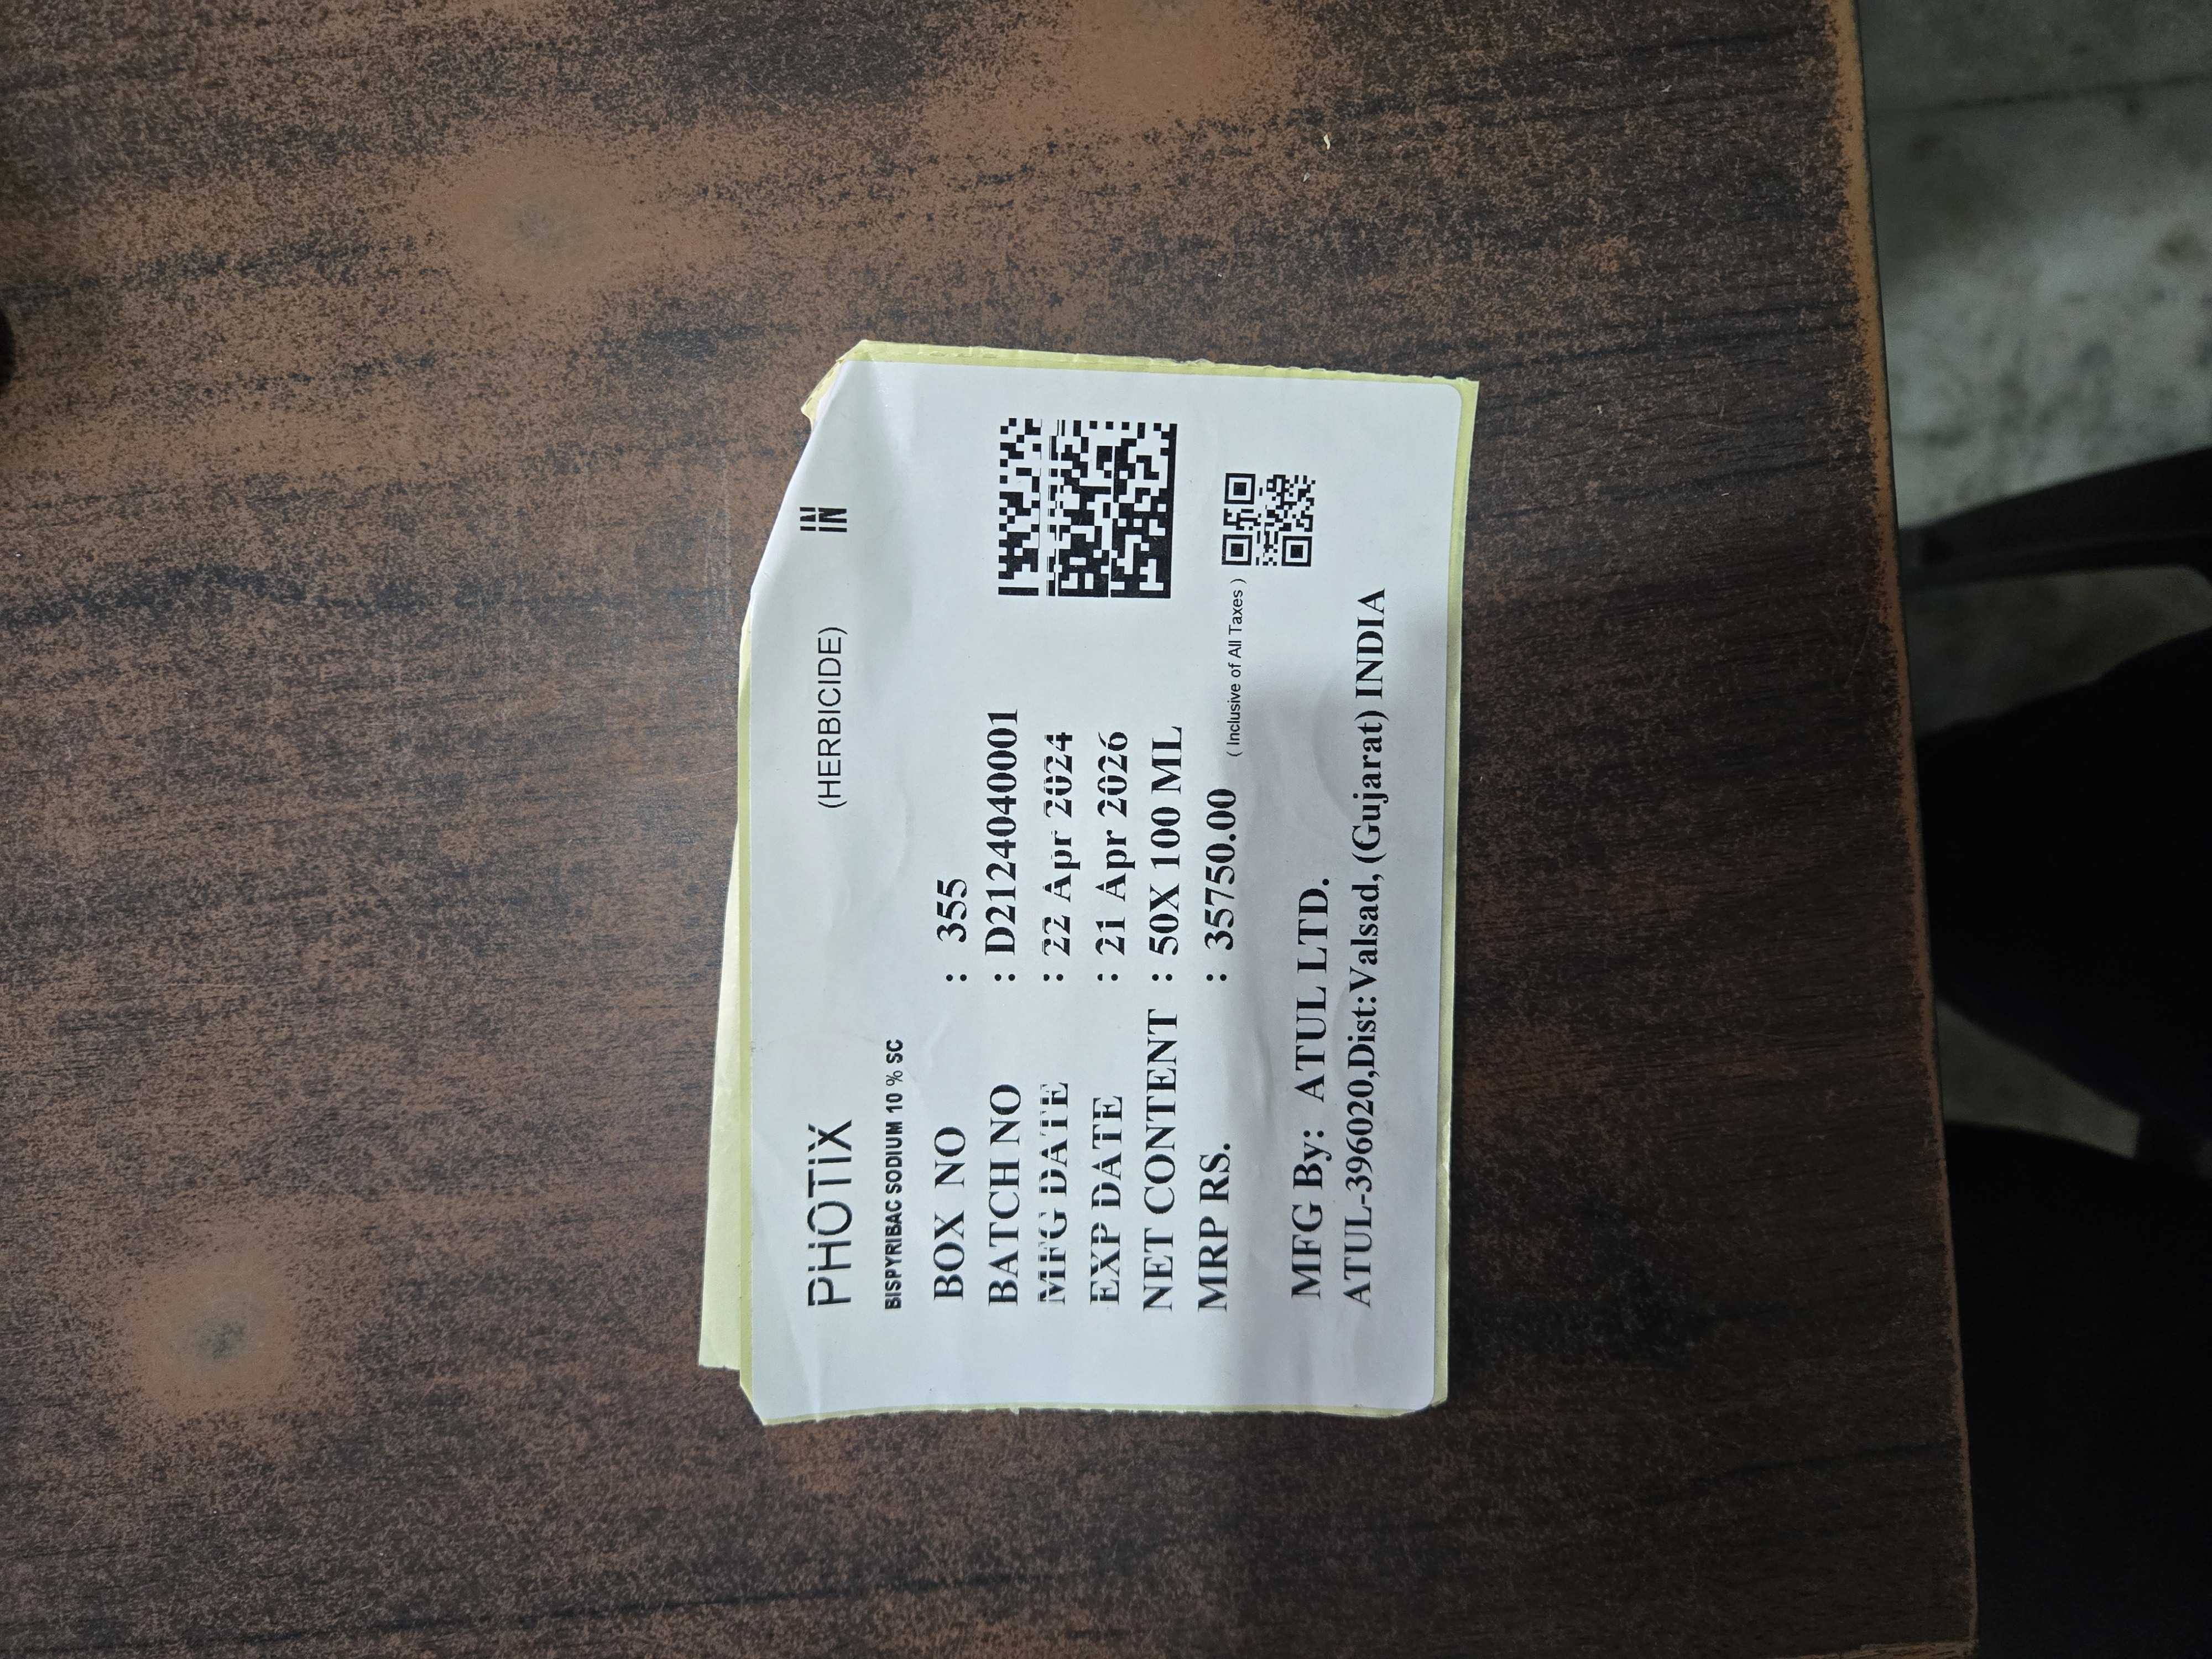 PHOTIX (HERBICIDE) IN
BISPYRIBAC SODIUM 10 % SC
BOX NO : 355
BATCH NO : D2124040001
MFG DATE : 22 Apr 2024
EXP DATE : 21 Apr 2026
NET CONTENT : 50X 100 ML
MRP RS. : 35750.00 ( Inclusive of All Taxes )
MFG By: ATUL LTD.
ATUL-396020,Dist:Valsad, (Gujarat) INDIA